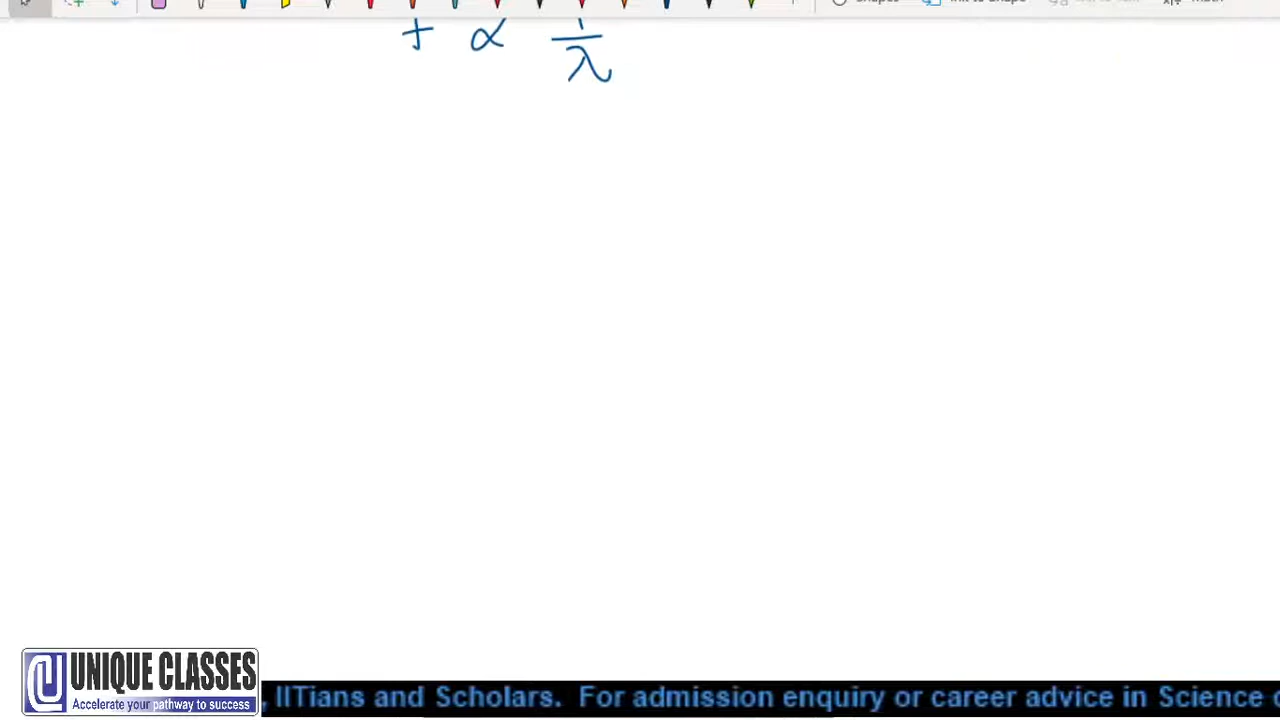 f ∝ 1/λ
UNIQUE CLASSES
Accelerate your pathway to success
, IITians and Scholars. For admission enquiry or career advice in Science